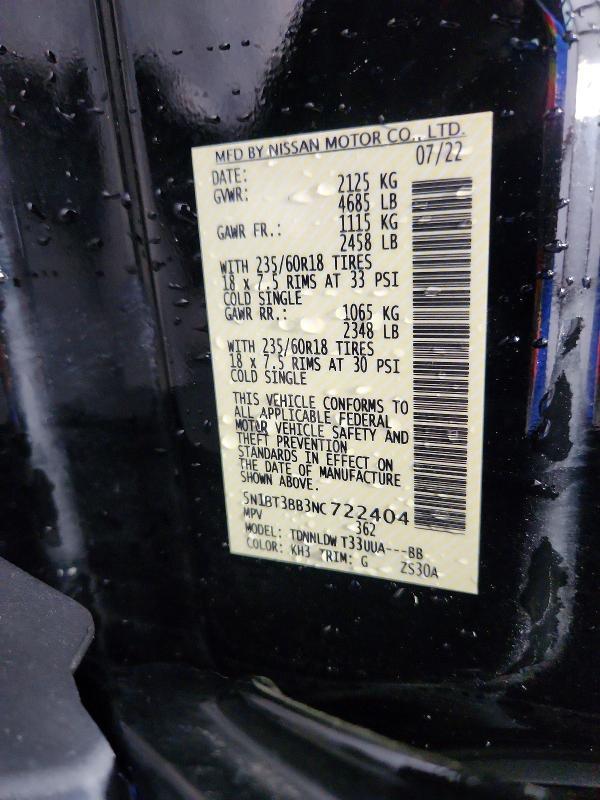 MFD BY NISSAN MOTOR CO., LTD.
DATE: 07/22
GVWR: 2125 KG
4685 LB
GAWR FR.: 1115 KG
2458 LB
WITH 235/60R18 TIRES
18 x 7.5 RIMS AT 33 PSI
COLD SINGLE
GAWR RR.: 1065 KG
2348 LB
WITH 235/60R18 TIRES
18 x 7.5 RIMS AT 30 PSI
COLD SINGLE
THIS VEHICLE CONFORMS TO
ALL APPLICABLE FEDERAL
MOTOR VEHICLE SAFETY AND
THEFT PREVENTION
STANDARDS IN EFFECT ON
THE DATE OF MANUFACTURE
SHOWN ABOVE.
5N1BT3BB3NC722404
MPV 362
MODEL: TDNNLDWT33UUA---BB
COLOR: KH3 TRIM: G ZS30A